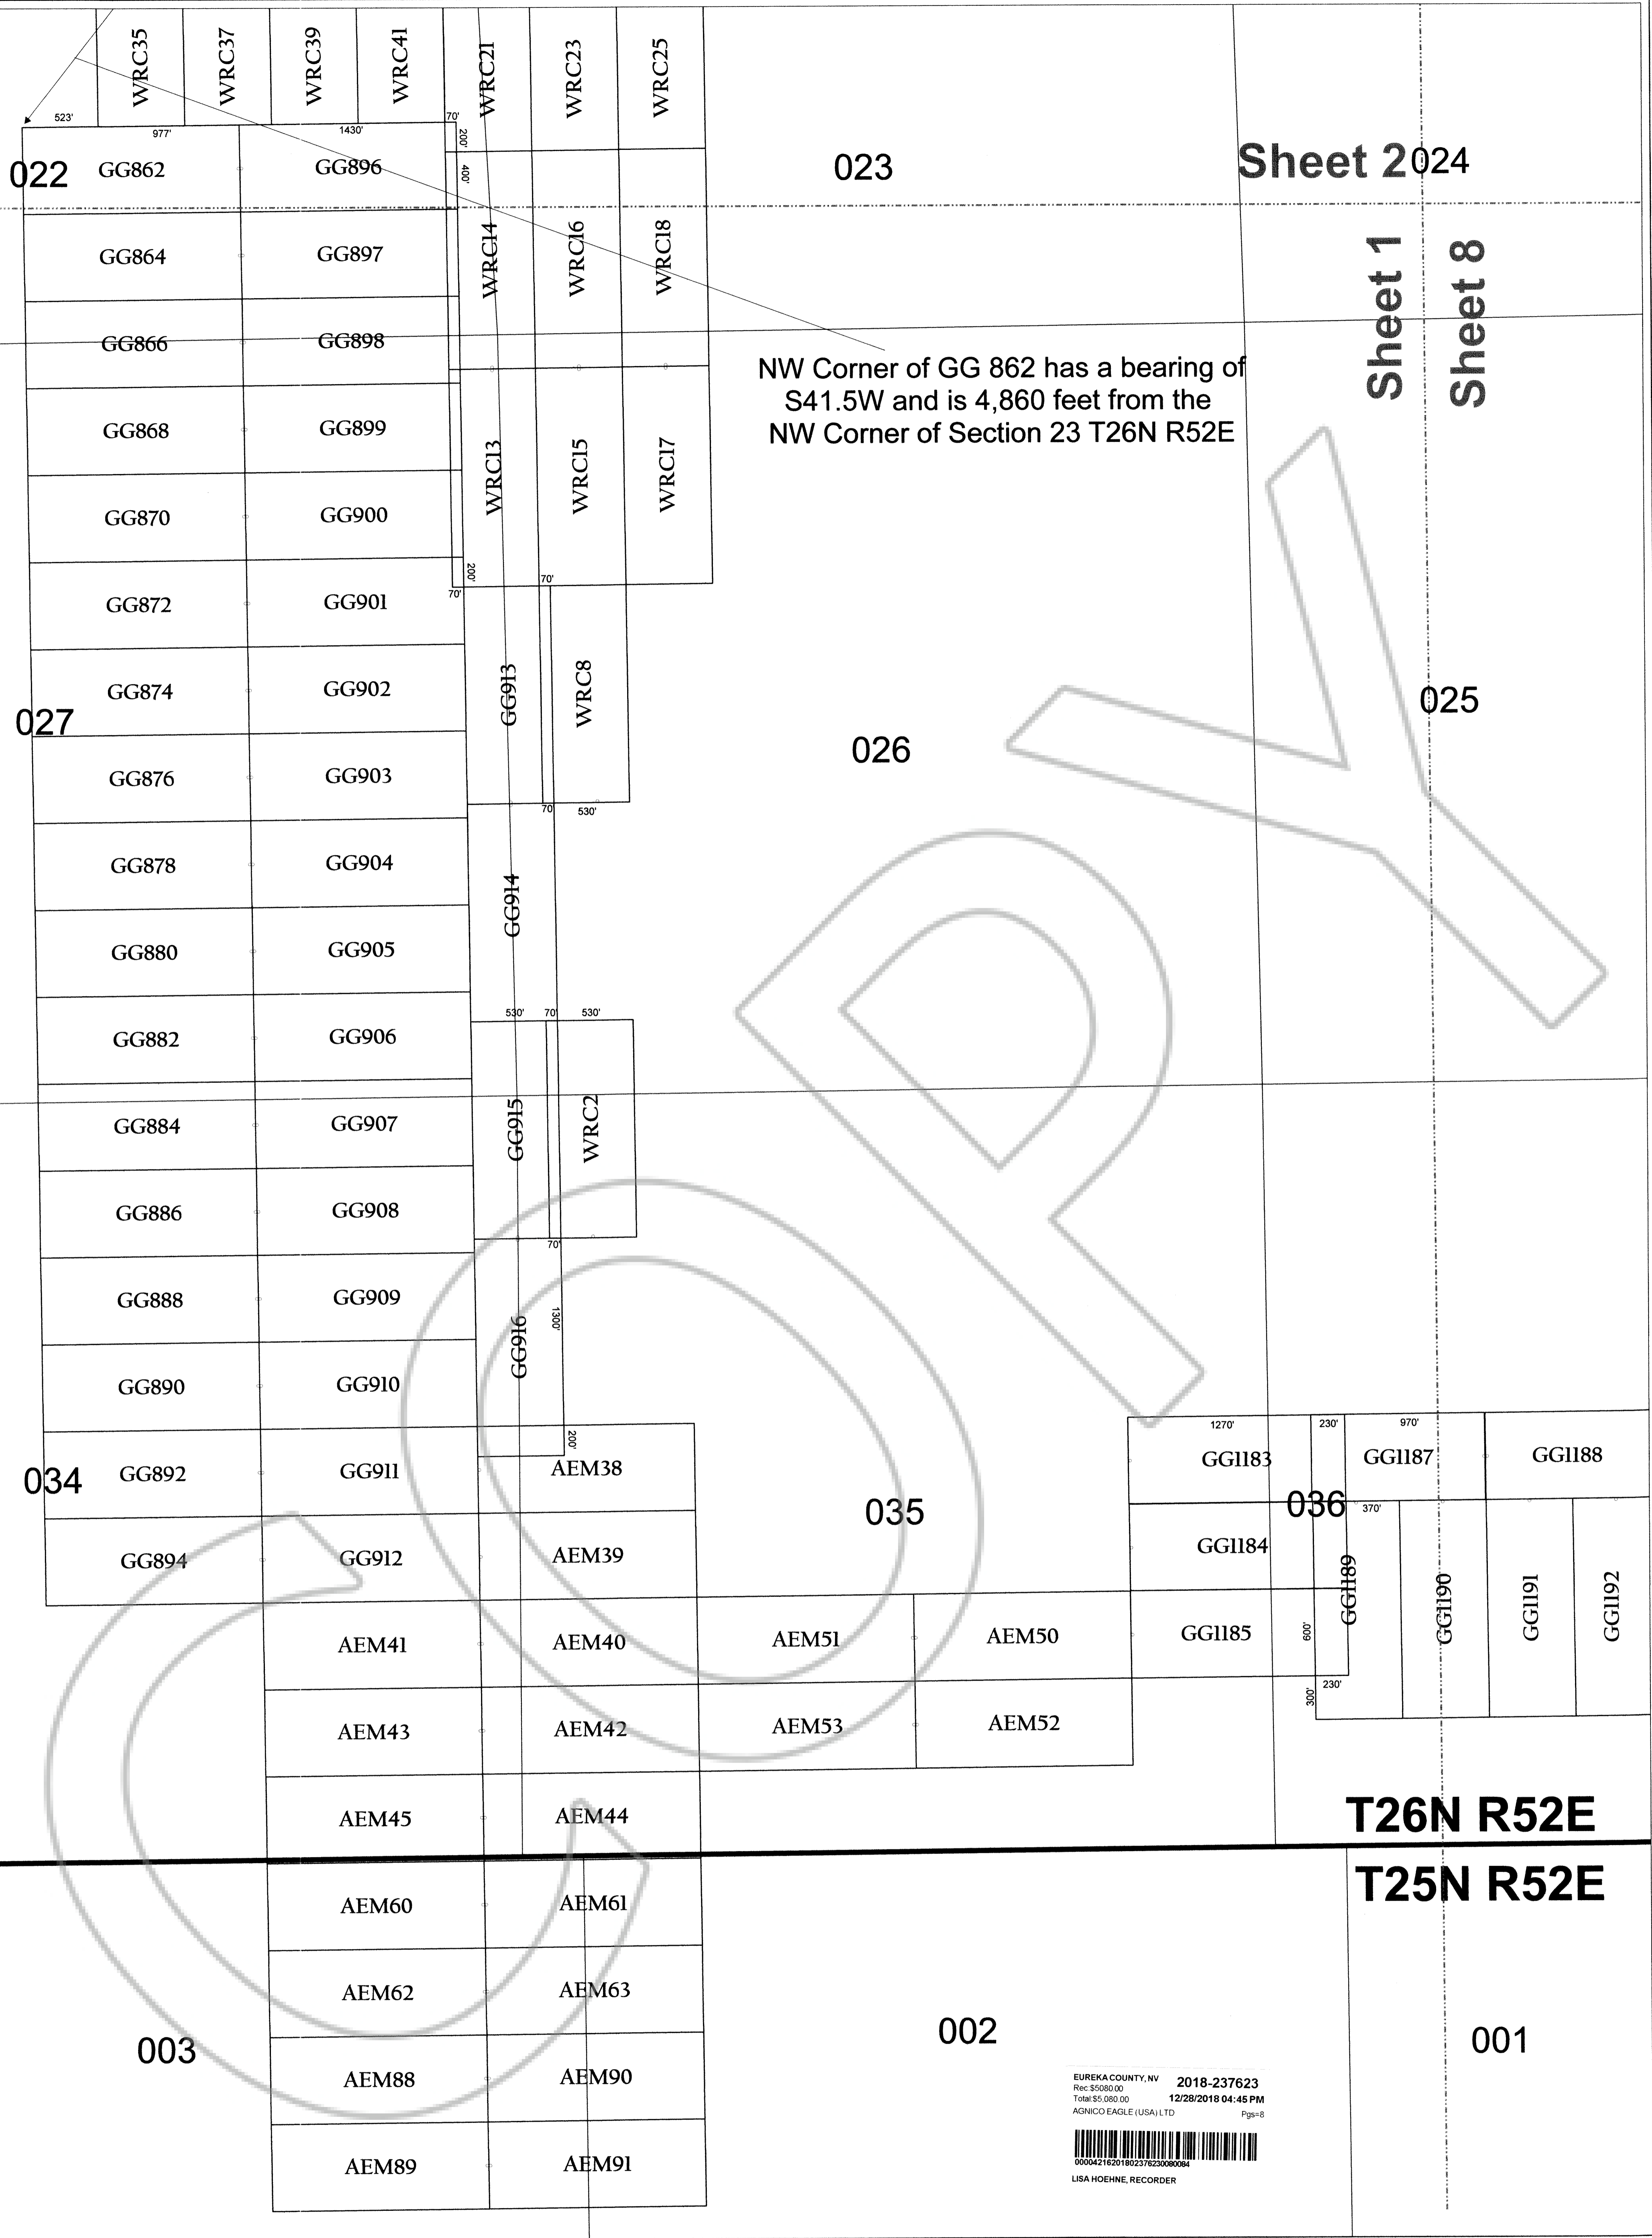 WRC35
WRC37
WRC39
WRC41
WRC21
WRC23
WRC25
523'
977'
1430'
70'
200'
400'
022
GG862
GG896
023
Sheet 2
024
GG864
GG897
WRC14
WRC16
WRC18
Sheet 1
Sheet 8
GG866
GG898
NW Corner of GG 862 has a bearing of
S41.5W and is 4,860 feet from the
NW Corner of Section 23 T26N R52E
GG868
GG899
WRC13
WRC15
WRC17
GG870
GG900
200'
70'
70'
GG872
GG901
GG874
GG902
GG913
WRC8
025
027
026
GG876
GG903
70'
530'
GG878
GG904
GG914
GG880
GG905
530'
70'
530'
GG882
GG906
GG884
GG907
GG915
WRC2
GG886
GG908
70'
GG888
GG909
1300'
GG916
GG890
GG910
200'
1270'
230'
970'
034
GG892
GG911
AEM38
GG1183
GG1187
GG1188
035
036
370'
GG894
GG912
AEM39
GG1184
GG1189
GG1190
GG1191
GG1192
AEM41
AEM40
AEM51
AEM50
GG1185
600'
300'
230'
AEM43
AEM42
AEM53
AEM52
AEM45
AEM44
T26N R52E
T25N R52E
AEM60
AEM61
AEM62
AEM63
003
002
001
AEM88
AEM90
AEM89
AEM91
EUREKA COUNTY, NV 2018-237623
Rec:$5080.00
Total:$5,080.00 12/28/2018 04:45 PM
AGNICO EAGLE (USA) LTD Pgs=8
00004216201802376230080084
LISA HOEHNE, RECORDER
COPY